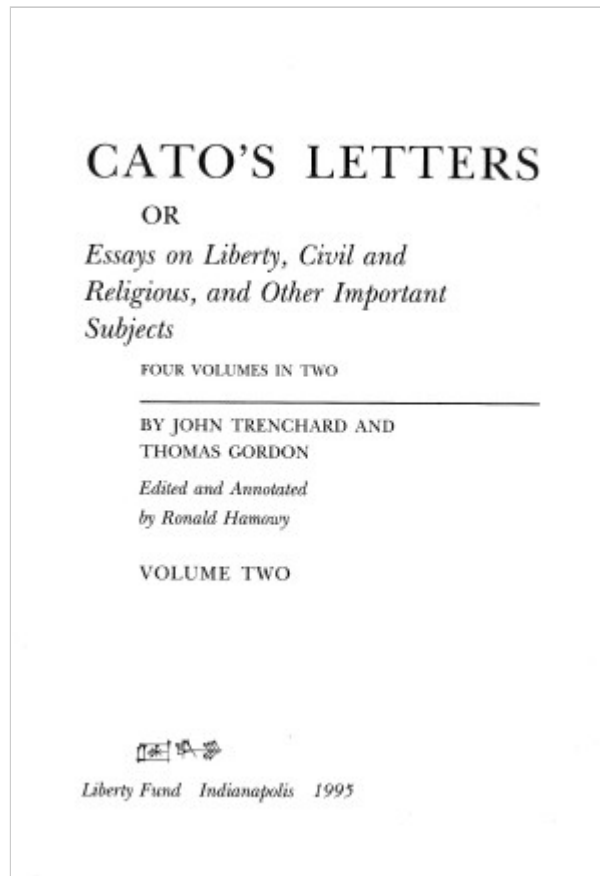 CATO'S LETTERS
OR
Essays on Liberty, Civil and
Religious, and Other Important
Subjects
FOUR VOLUMES IN TWO
BY JOHN TRENCHARD AND
THOMAS GORDON
Edited and Annotated
by Ronald Hamowy
VOLUME TWO
Liberty Fund Indianapolis 1995